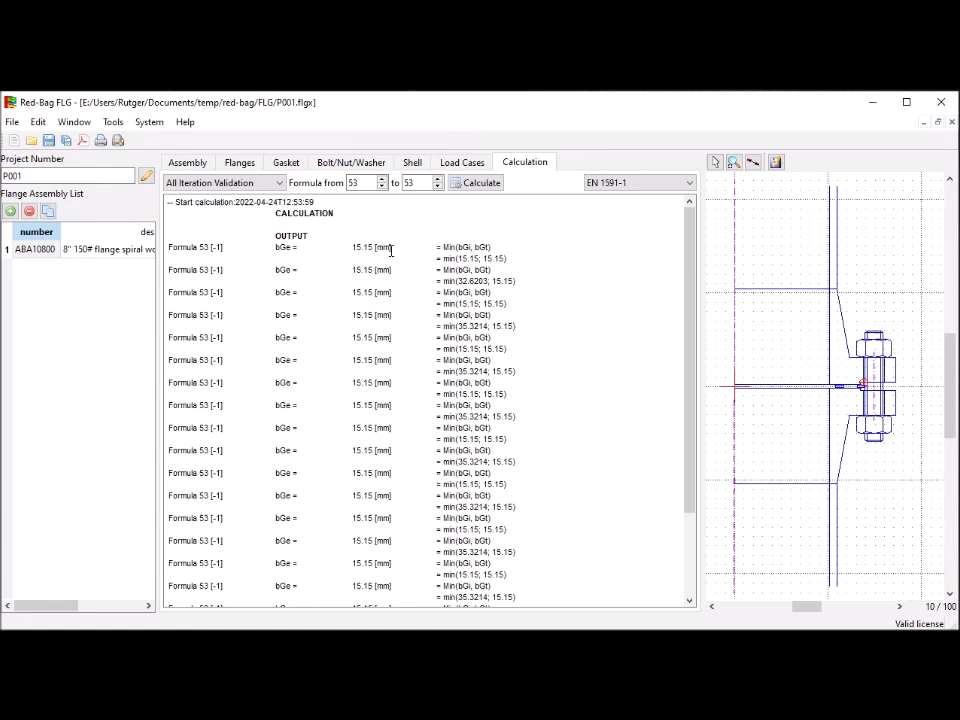 Red-Bag FLG - [E:/Users/Rutger/Documents/temp/red-bag/FLG/P001.flgx]
File Edit Window Tools System Help
Project Number
P001
Flange Assembly List
number des
1 ABA10800 8" 150# flange spiral wo
Assembly Flanges Gasket Bolt/Nut/Washer Shell Load Cases Calculation
All Iteration Validation Formula from 53 to 53 Calculate EN 1591-1
-- Start calculation:2022-04-24T12:53:59
CALCULATION
OUTPUT
Formula 53 [-1] bGe = 15.15 [mm] = Min(bGi, bGt)
= min(15.15; 15.15)
Formula 53 [-1] bGe = 15.15 [mm] = Min(bGi, bGt)
= min(32.6203; 15.15)
Formula 53 [-1] bGe = 15.15 [mm] = Min(bGi, bGt)
= min(15.15; 15.15)
Formula 53 [-1] bGe = 15.15 [mm] = Min(bGi, bGt)
= min(35.3214; 15.15)
Formula 53 [-1] bGe = 15.15 [mm] = Min(bGi, bGt)
= min(15.15; 15.15)
Formula 53 [-1] bGe = 15.15 [mm] = Min(bGi, bGt)
= min(35.3214; 15.15)
Formula 53 [-1] bGe = 15.15 [mm] = Min(bGi, bGt)
= min(15.15; 15.15)
Formula 53 [-1] bGe = 15.15 [mm] = Min(bGi, bGt)
= min(35.3214; 15.15)
Formula 53 [-1] bGe = 15.15 [mm] = Min(bGi, bGt)
= min(15.15; 15.15)
Formula 53 [-1] bGe = 15.15 [mm] = Min(bGi, bGt)
= min(35.3214; 15.15)
Formula 53 [-1] bGe = 15.15 [mm] = Min(bGi, bGt)
= min(15.15; 15.15)
Formula 53 [-1] bGe = 15.15 [mm] = Min(bGi, bGt)
= min(35.3214; 15.15)
Formula 53 [-1] bGe = 15.15 [mm] = Min(bGi, bGt)
= min(15.15; 15.15)
Formula 53 [-1] bGe = 15.15 [mm] = Min(bGi, bGt)
= min(35.3214; 15.15)
Formula 53 [-1] bGe = 15.15 [mm] = Min(bGi, bGt)
= min(15.15; 15.15)
Formula 53 [-1] bGe = 15.15 [mm] = Min(bGi, bGt)
= min(35.3214; 15.15)
10 / 100
Valid license